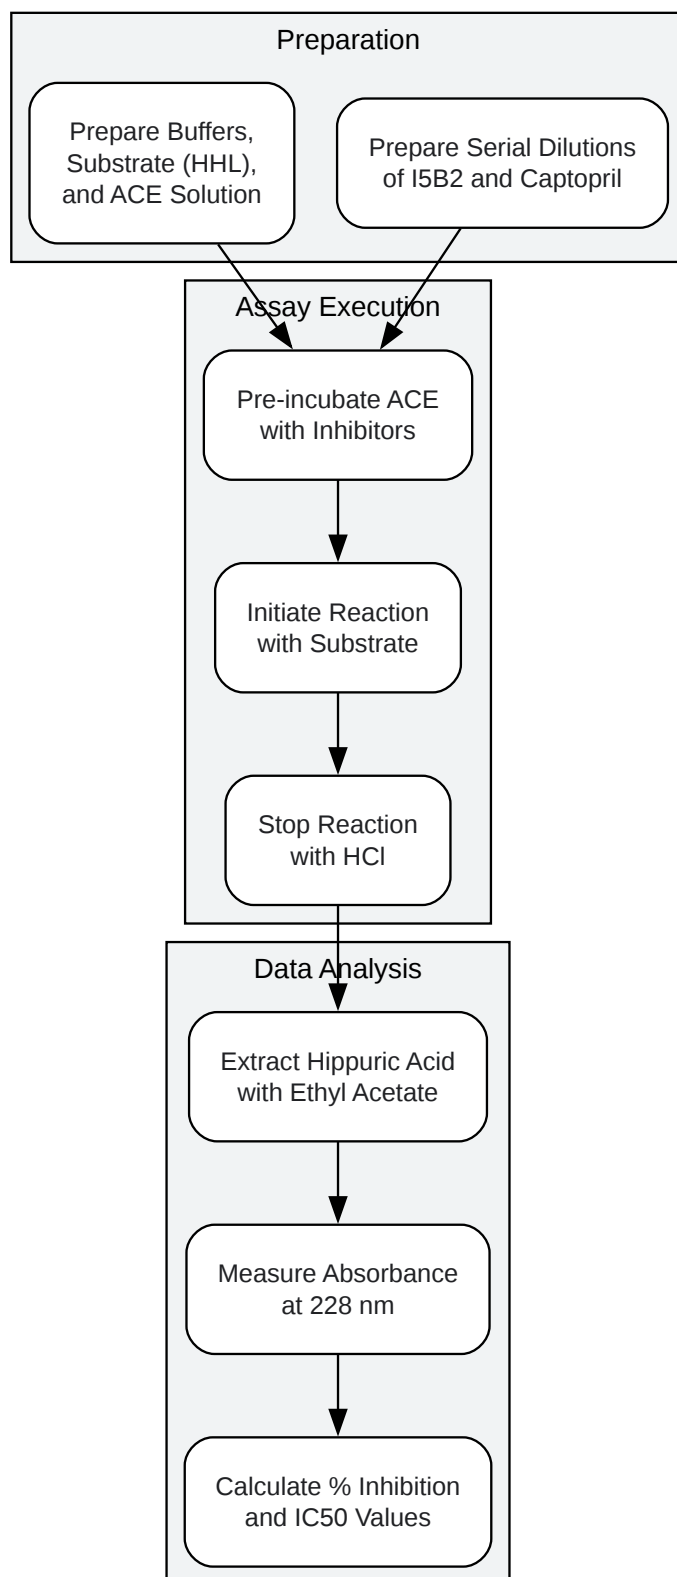 Preparation
Prepare Buffers,
Substrate (HHL),
and ACE Solution
Prepare Serial Dilutions
of I5B2 and Captopril
Assay Execution
Pre-incubate ACE
with Inhibitors
Initiate Reaction
with Substrate
Stop Reaction
with HCl
Data Analysis
Extract Hippuric Acid
with Ethyl Acetate
Measure Absorbance
at 228 nm
Calculate % Inhibition
and IC50 Values